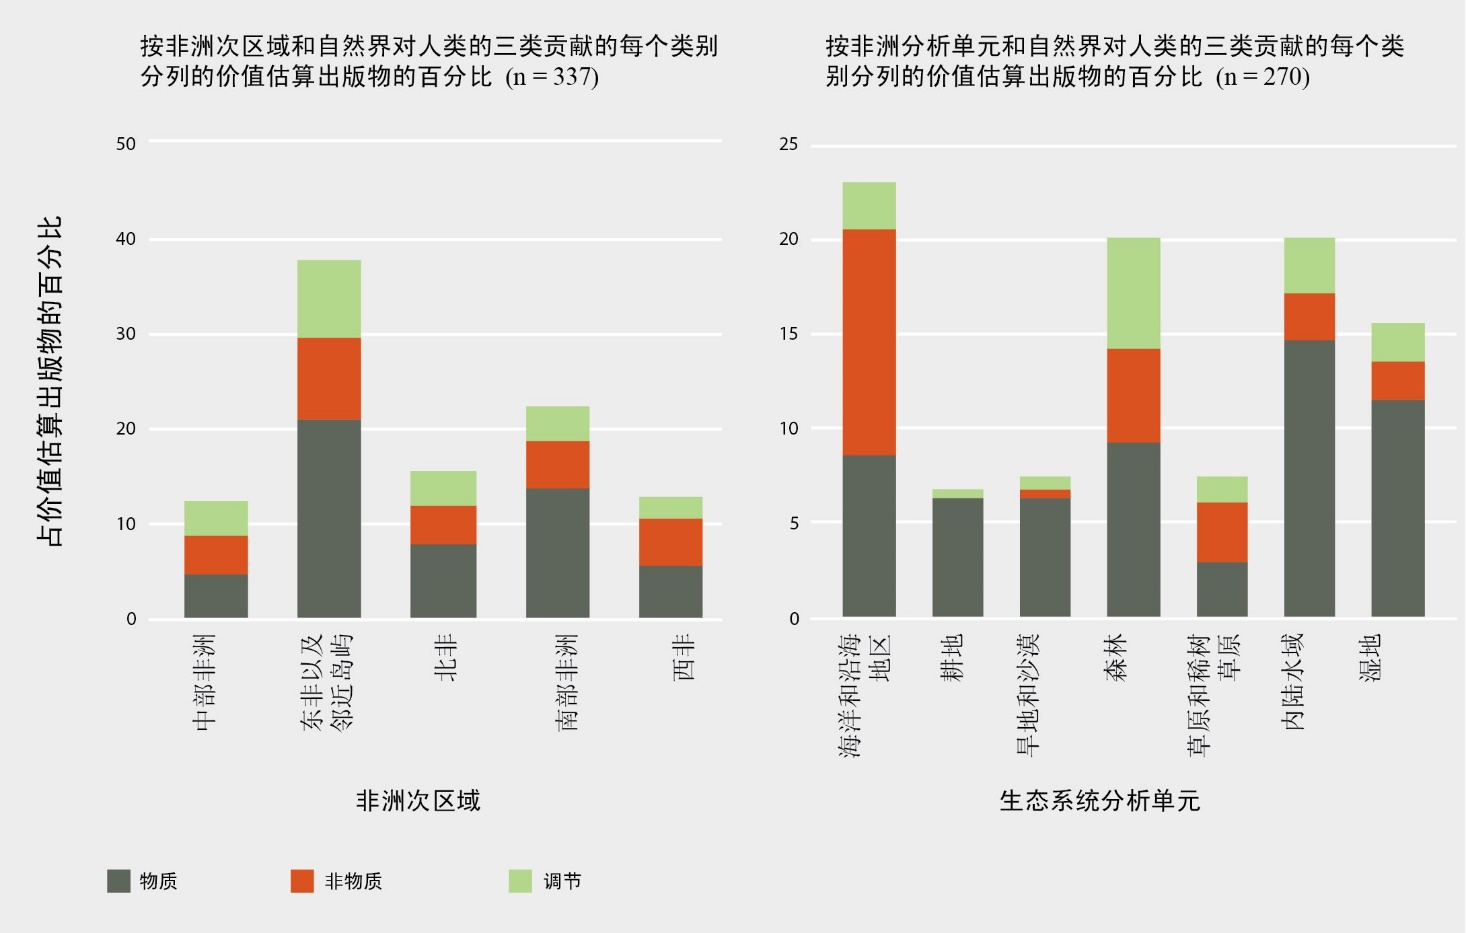 按非洲次区域和自然界对人类的三类贡献的每个类别
分列的价值估算出版物的百分比 (n = 337)
占价值估算出版物的百分比
50
40
30
20
10
0
中部非洲
东非以及
邻近岛屿
北非
南部非洲
西非
非洲次区域
按非洲分析单元和自然界对人类的三类贡献的每个类
别分列的价值估算出版物的百分比 (n = 270)
25
20
15
10
5
0
海洋和沿海
地区
耕地
旱地和沙漠
森林
草原和稀树
草原
内陆水域
湿地
生态系统分析单元
物质
非物质
调节